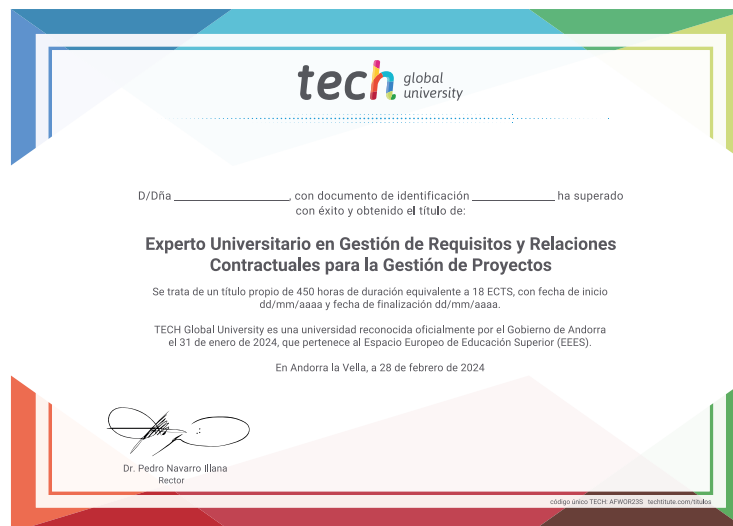 tech global university
D/Dña ____________________, con documento de identificación ______________ ha superado
con éxito y obtenido el título de:
Experto Universitario en Gestión de Requisitos y Relaciones
Contractuales para la Gestión de Proyectos
Se trata de un título propio de 450 horas de duración equivalente a 18 ECTS, con fecha de inicio
dd/mm/aaaa y fecha de finalización dd/mm/aaaa.
TECH Global University es una universidad reconocida oficialmente por el Gobierno de Andorra
el 31 de enero de 2024, que pertenece al Espacio Europeo de Educación Superior (EEES).
En Andorra la Vella, a 28 de febrero de 2024
Dr. Pedro Navarro Illana
Rector
código único TECH: AFWOR23S techtitute.com/titulos